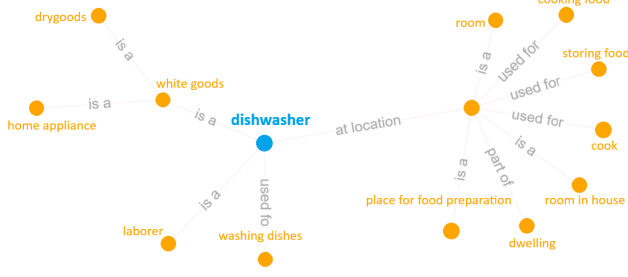 cooking food
drygoods
room
is a
is a
used for
storing food
white goods
used for
is a
is a
home appliance
dishwasher
at location
used for
cook
is a
is a
part of
is a
used fo
place for food preparation
room in house
laborer
washing dishes
dwelling